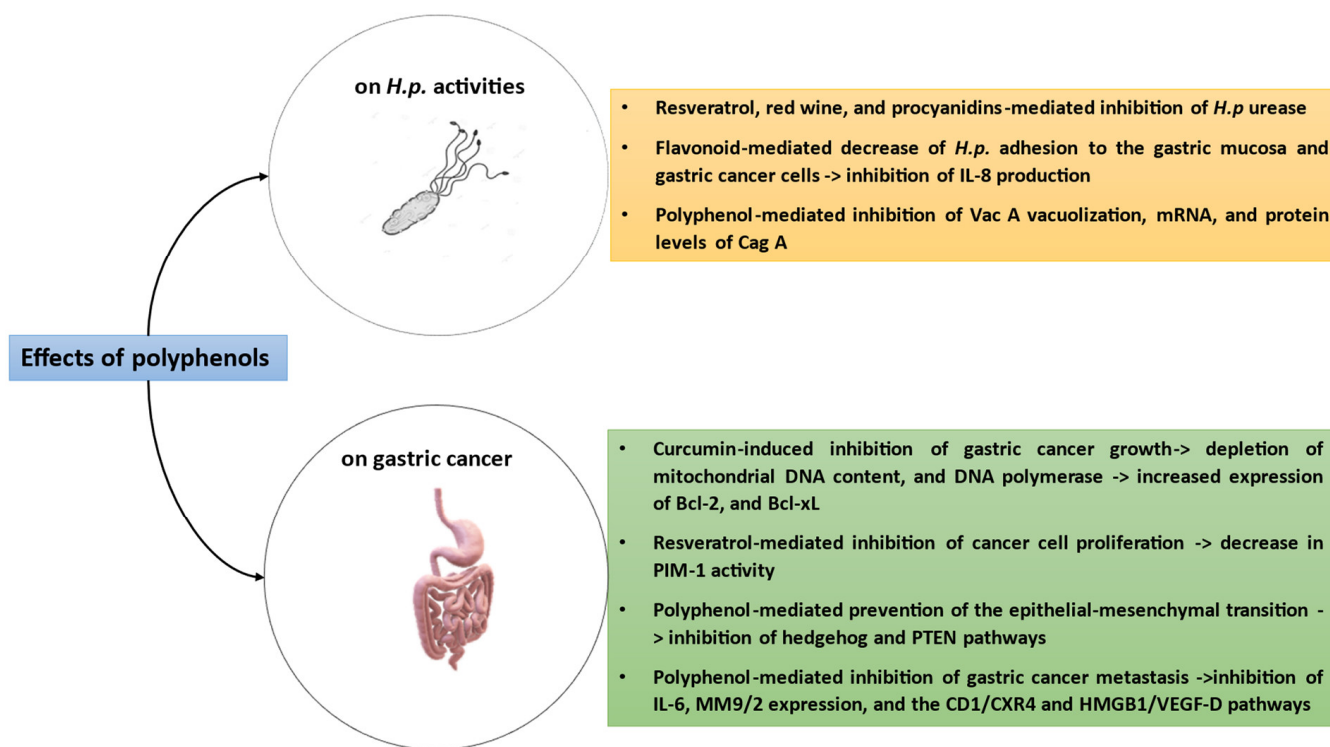 on H.p. activities
• Resveratrol, red wine, and procyanidins-mediated inhibition of H.p urease
• Flavonoid-mediated decrease of H.p. adhesion to the gastric mucosa and
gastric cancer cells -> inhibition of IL-8 production
• Polyphenol-mediated inhibition of Vac A vacuolization, mRNA, and protein
levels of Cag A
Effects of polyphenols
on gastric cancer
• Curcumin-induced inhibition of gastric cancer growth-> depletion of
mitochondrial DNA content, and DNA polymerase -> increased expression
of Bcl-2, and Bcl-xL
• Resveratrol-mediated inhibition of cancer cell proliferation -> decrease in
PIM-1 activity
• Polyphenol-mediated prevention of the epithelial-mesenchymal transition -
> inhibition of hedgehog and PTEN pathways
• Polyphenol-mediated inhibition of gastric cancer metastasis ->inhibition of
IL-6, MM9/2 expression, and the CD1/CXR4 and HMGB1/VEGF-D pathways